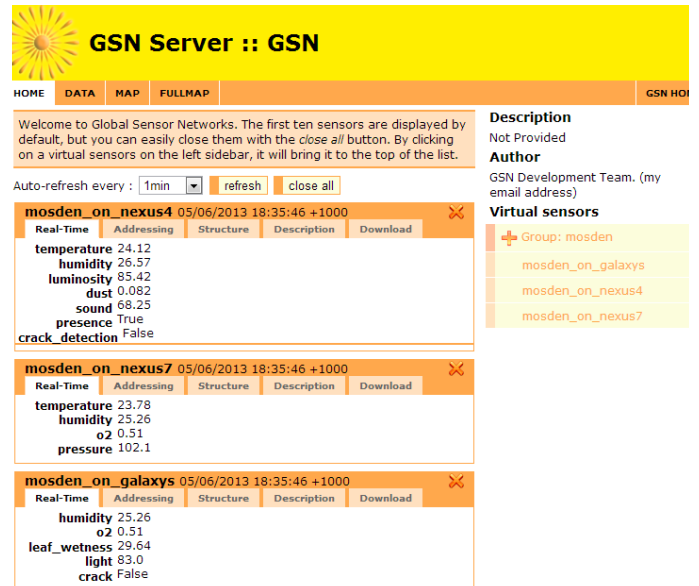 GSN Server :: GSN
HOME DATA MAP FULLMAP GSN HOM
Welcome to Global Sensor Networks. The first ten sensors are displayed by
default, but you can easily close them with the close all button. By clicking
on a virtual sensors on the left sidebar, it will bring it to the top of the list.
Auto-refresh every : 1min refresh close all
mosden_on_nexus4 05/06/2013 18:35:46 +1000
Real-Time Addressing Structure Description Download
temperature 24.12
humidity 26.57
luminosity 85.42
dust 0.082
sound 68.25
presence True
crack_detection False
mosden_on_nexus7 05/06/2013 18:35:46 +1000
Real-Time Addressing Structure Description Download
temperature 23.78
humidity 25.26
o2 0.51
pressure 102.1
mosden_on_galaxys 05/06/2013 18:35:46 +1000
Real-Time Addressing Structure Description Download
humidity 25.26
o2 0.51
leaf_wetness 29.64
light 83.0
crack False
Description
Not Provided
Author
GSN Development Team. (my
email address)
Virtual sensors
Group: mosden
mosden_on_galaxys
mosden_on_nexus4
mosden_on_nexus7